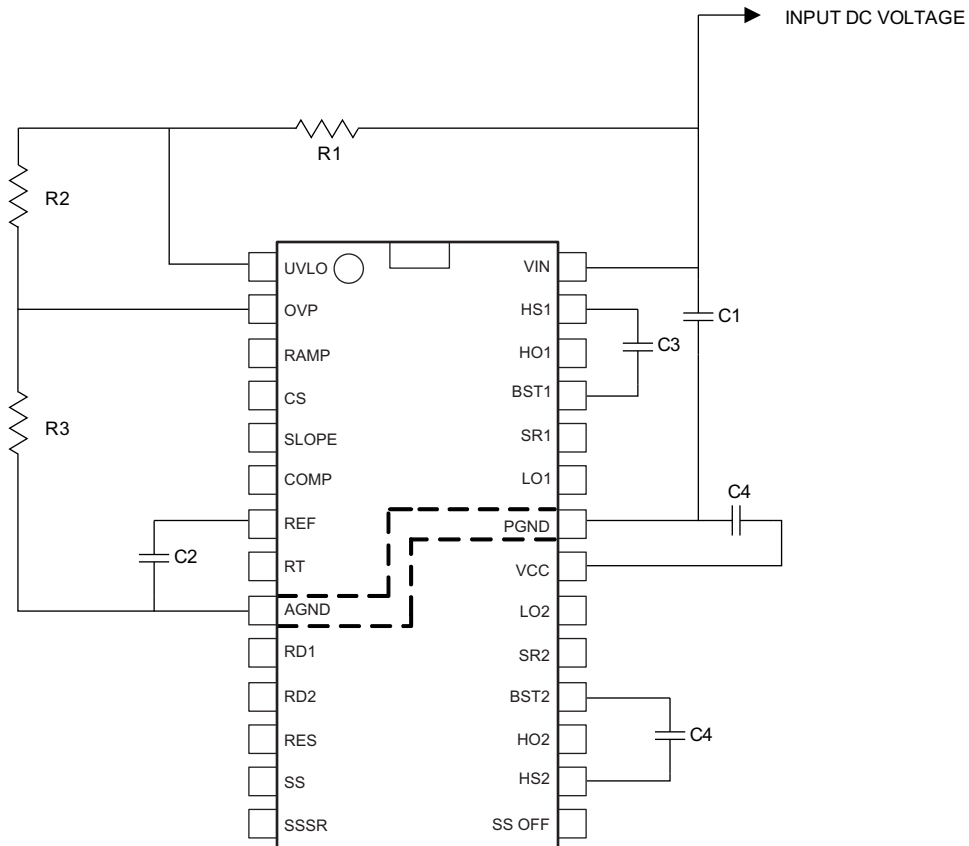 INPUT DC VOLTAGE
R1
R2
UVLO
VIN
OVP
HS1
C1
C3
RAMP
HO1
CS
BST1
R3
SLOPE
SR1
COMP
LO1
C4
REF
PGND
C2
RT
VCC
AGND
LO2
RD1
SR2
RD2
BST2
C4
RES
HO2
SS
HS2
SSSR
SS OFF